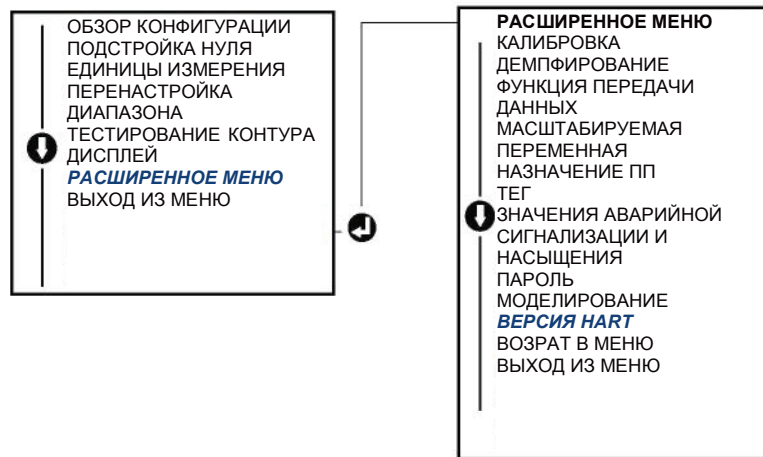 ОБЗОР КОНФИГУРАЦИИ
ПОДСТРОЙКА НУЛЯ
ЕДИНИЦЫ ИЗМЕРЕНИЯ
ПЕРЕНАСТРОЙКА
ДИАПАЗОНА
ТЕСТИРОВАНИЕ КОНТУРА
ДИСПЛЕЙ
РАСШИРЕННОЕ МЕНЮ
ВЫХОД ИЗ МЕНЮ
РАСШИРЕННОЕ МЕНЮ
КАЛИБРОВКА
ДЕМПФИРОВАНИЕ
ФУНКЦИЯ ПЕРЕДАЧИ
ДАННЫХ
МАСШТАБИРУЕМАЯ
ПЕРЕМЕННАЯ
НАЗНАЧЕНИЕ ПП
ТЕГ
ЗНАЧЕНИЯ АВАРИЙНОЙ
СИГНАЛИЗАЦИИ И
НАСЫЩЕНИЯ
ПАРОЛЬ
МОДЕЛИРОВАНИЕ
ВЕРСИЯ HART
ВОЗРАТ В МЕНЮ
ВЫХОД ИЗ МЕНЮ